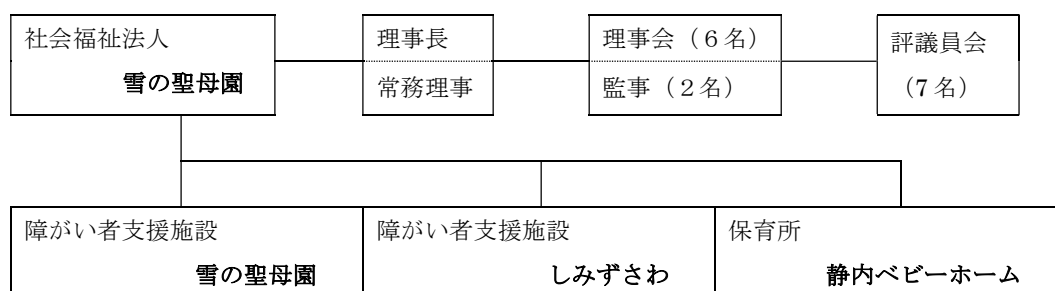 社会福祉法人
雪の聖母園
理事長
常務理事
理事会（６名）
監事（２名）
評議員会
（7 名）
障がい者支援施設
雪の聖母園
障がい者支援施設
しみずさわ
保育所
静内ベビーホーム